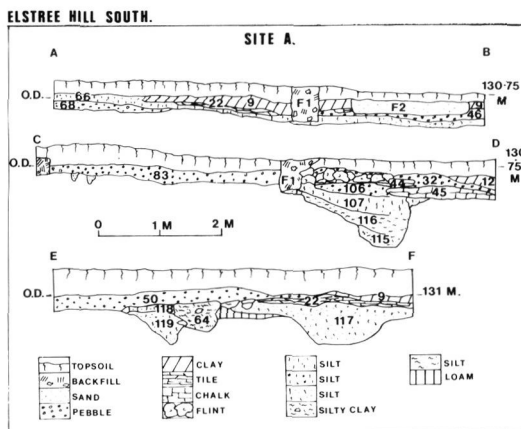 ELSTREE HILL SOUTH.
SITE A.
A B
66 22 9 F1 F2 9
68 46
O.D. 130·75 M
C D
O.D. 130·75 M
83 F1 106 44 32 12
107 45
116
115
0 1 M 2 M
E F
O.D. 50 22 9 131 M.
118 64
119 117
TOPSOIL CLAY SILT SILT
BACKFILL TILE SILT LOAM
SAND CHALK SILT
PEBBLE FLINT SILTY CLAY